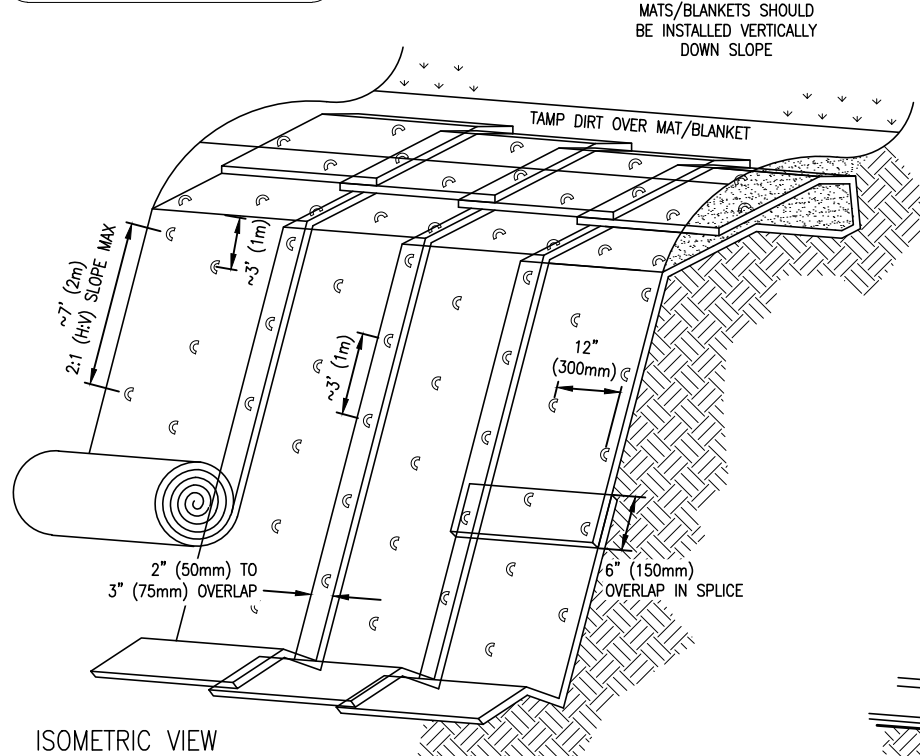 MATS/BLANKETS SHOULD
BE INSTALLED VERTICALLY
DOWN SLOPE
TAMP DIRT OVER MAT/BLANKET
~3' (1m)
~7' (2m)
2:1 (H:V) SLOPE MAX
~3' (1m)
12"
(300mm)
2" (50mm) TO
3" (75mm) OVERLAP
6" (150mm)
OVERLAP IN SPLICE
ISOMETRIC VIEW